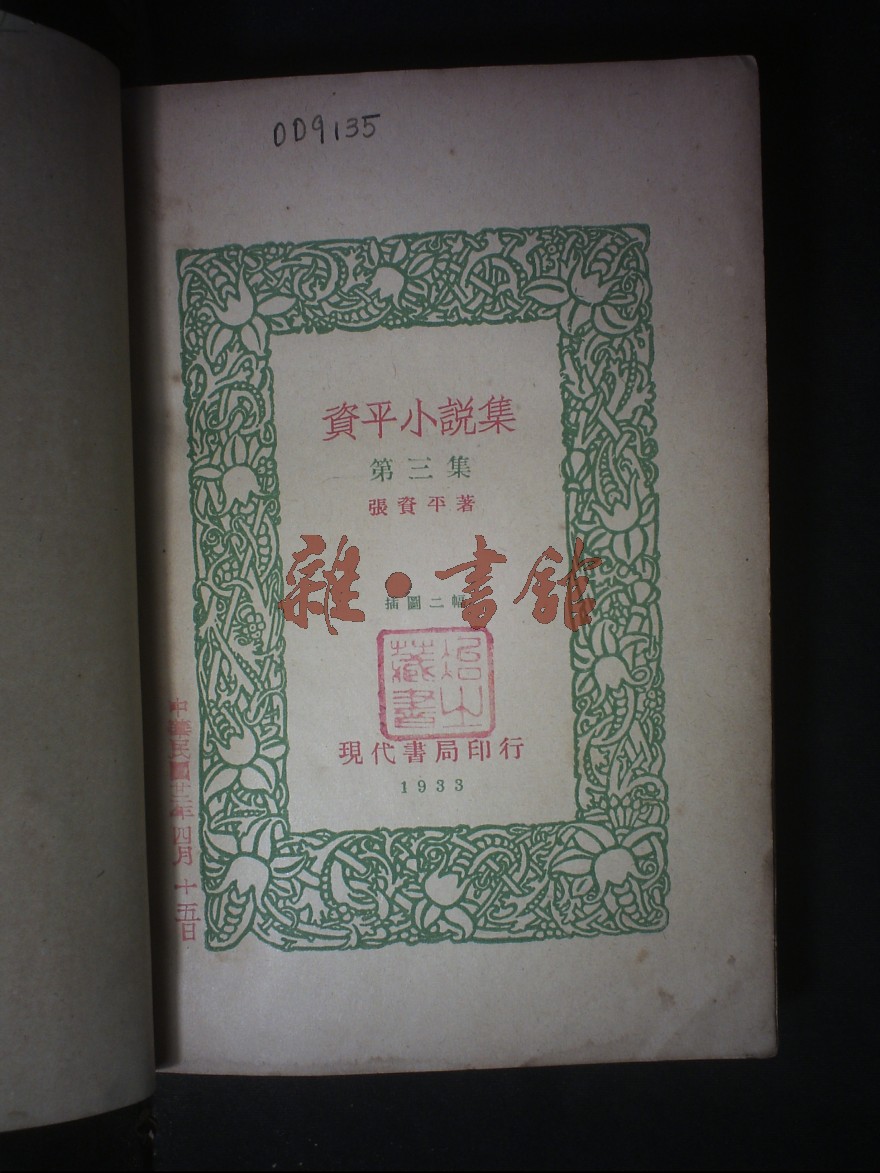 OD9135
資平小說集
第三集
張資平著
雜·書館
插圖二幅
藏書
現代書局印行
1933
中華民國廿二年四月十五日